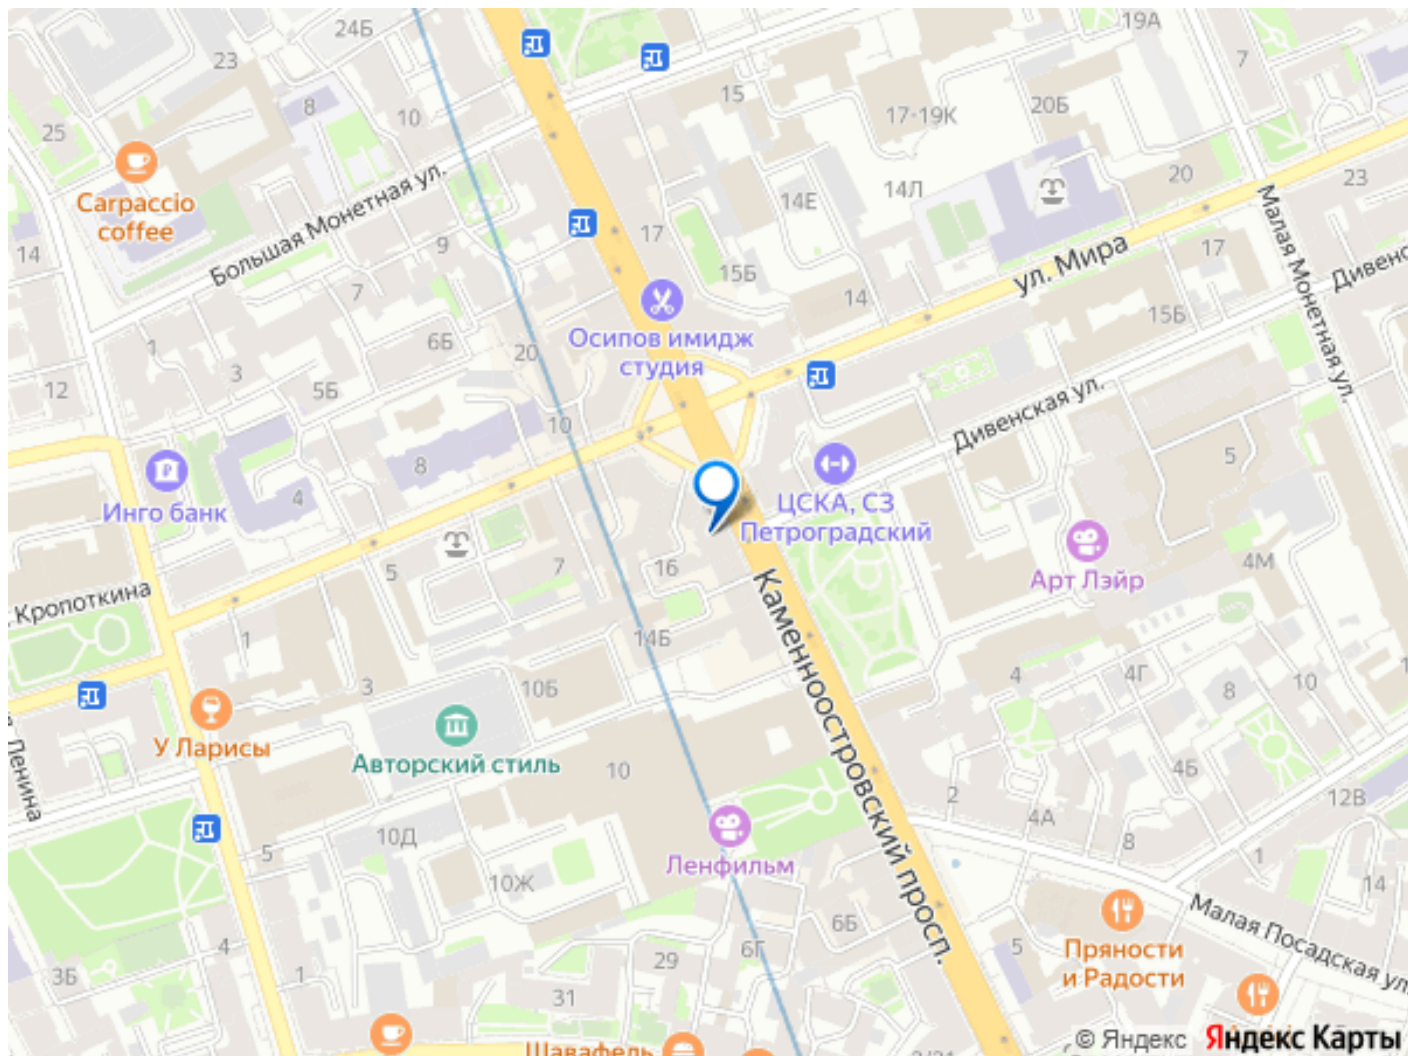 24Б
19А
23
7
8
15
10
17-19К
20Б
25
Carpaccio
coffee
Большая Монетная ул.
14Е
14Л
20
23
14
9
17
ул. Мира
17
Малая Монетная ул.
7
15Б
14
15Б
Осипов имидж
студия
6Б
20
1
3
12
5Б
10
Дивенская ул.
8
5
4
Инго банк
ЦСКА, СЗ
Петроградский
5
7
16
Арт Лэйр
4М
Кропоткина
1
14Б
Каменноостровский просп.
3
10Б
4
4Г
8
10
У Ларисы
Авторский стиль
Ленина
10
4Б
2
4А
12В
10Д
8
5
Ленфильм
1
10Ж
14
Малая Посадская ул.
6Б
4
6Г
5
Пряности
и Радости
3Б
1
29
31
Шавафель
© Яндекс Яндекс Карты